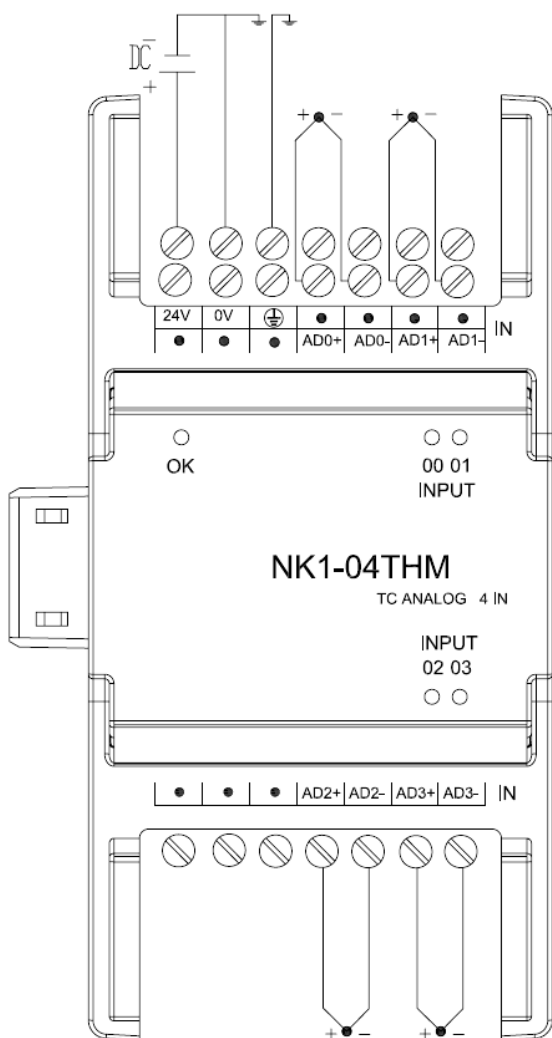 DC
+ −
+ − + −
24V 0V IN
AD0+ AD0- AD1+ AD1-
OK
00 01
INPUT
NK1-04THM
TC ANALOG 4 IN
INPUT
02 03
AD2+ AD2- AD3+ AD3- IN
+ − + −